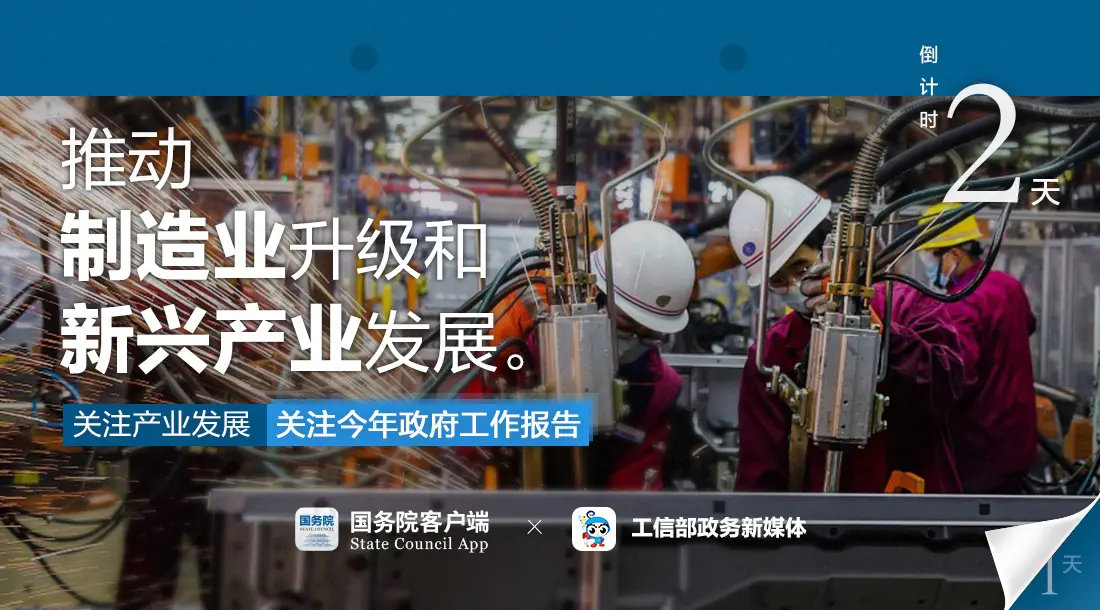 倒计时
2天
推动
制造业升级和
新兴产业发展。
关注产业发展 关注今年政府工作报告
国务院
STATE COUNCIL
国务院客户端
State Council App
×
工信部政务新媒体
1天